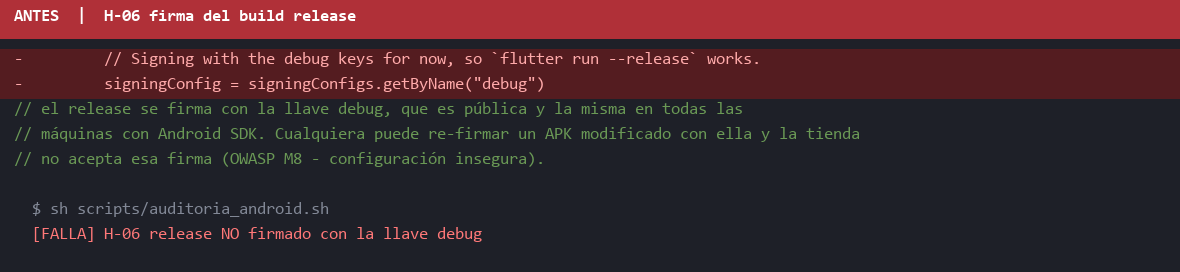 ANTES | H-06 firma del build release
-         // Signing with the debug keys for now, so `flutter run --release` works.
-         signingConfig = signingConfigs.getByName("debug")
// el release se firma con la llave debug, que es pública y la misma en todas las
// máquinas con Android SDK. Cualquiera puede re-firmar un APK modificado con ella y la tienda
// no acepta esa firma (OWASP M8 - configuración insegura).
$ sh scripts/auditoria_android.sh
[FALLA] H-06 release NO firmado con la llave debug